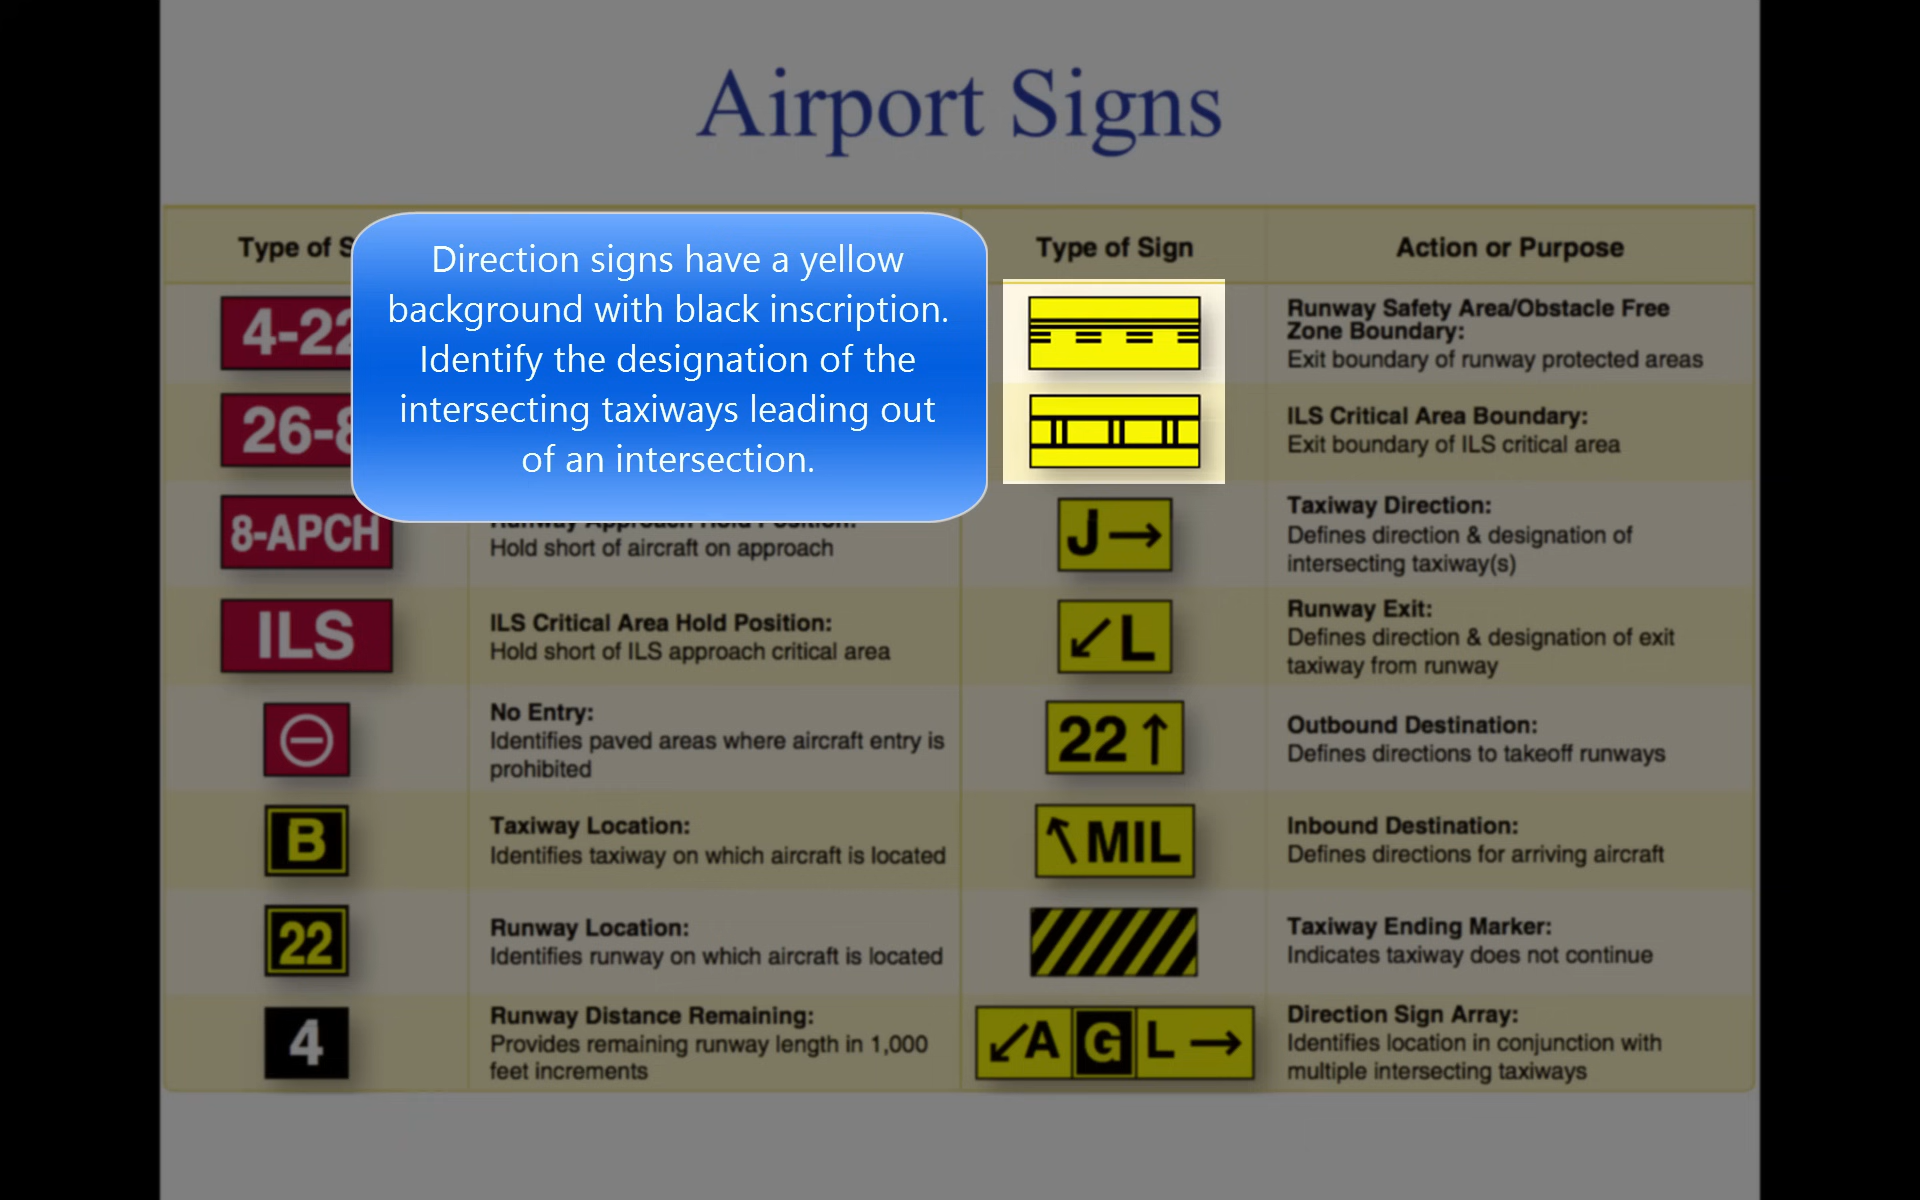 Airport Signs
Type of S
Direction signs have a yellow
background with black inscription.
Identify the designation of the
intersecting taxiways leading out
of an intersection.
4-22
26-8
8-APCH
Runway Approach Hold Position:
Hold short of aircraft on approach
ILS
ILS Critical Area Hold Position:
Hold short of ILS approach critical area
No Entry:
Identifies paved areas where aircraft entry is
prohibited
B
Taxiway Location:
Identifies taxiway on which aircraft is located
22
Runway Location:
Identifies runway on which aircraft is located
4
Runway Distance Remaining:
Provides remaining runway length in 1,000
feet increments
Type of Sign
Action or Purpose
Runway Safety Area/Obstacle Free
Zone Boundary:
Exit boundary of runway protected areas
ILS Critical Area Boundary:
Exit boundary of ILS critical area
J→
Taxiway Direction:
Defines direction & designation of
intersecting taxiway(s)
↙L
Runway Exit:
Defines direction & designation of exit
taxiway from runway
22↑
Outbound Destination:
Defines directions to takeoff runways
↖MIL
Inbound Destination:
Defines directions for arriving aircraft
Taxiway Ending Marker:
Indicates taxiway does not continue
↙A G L→
Direction Sign Array:
Identifies location in conjunction with
multiple intersecting taxiways